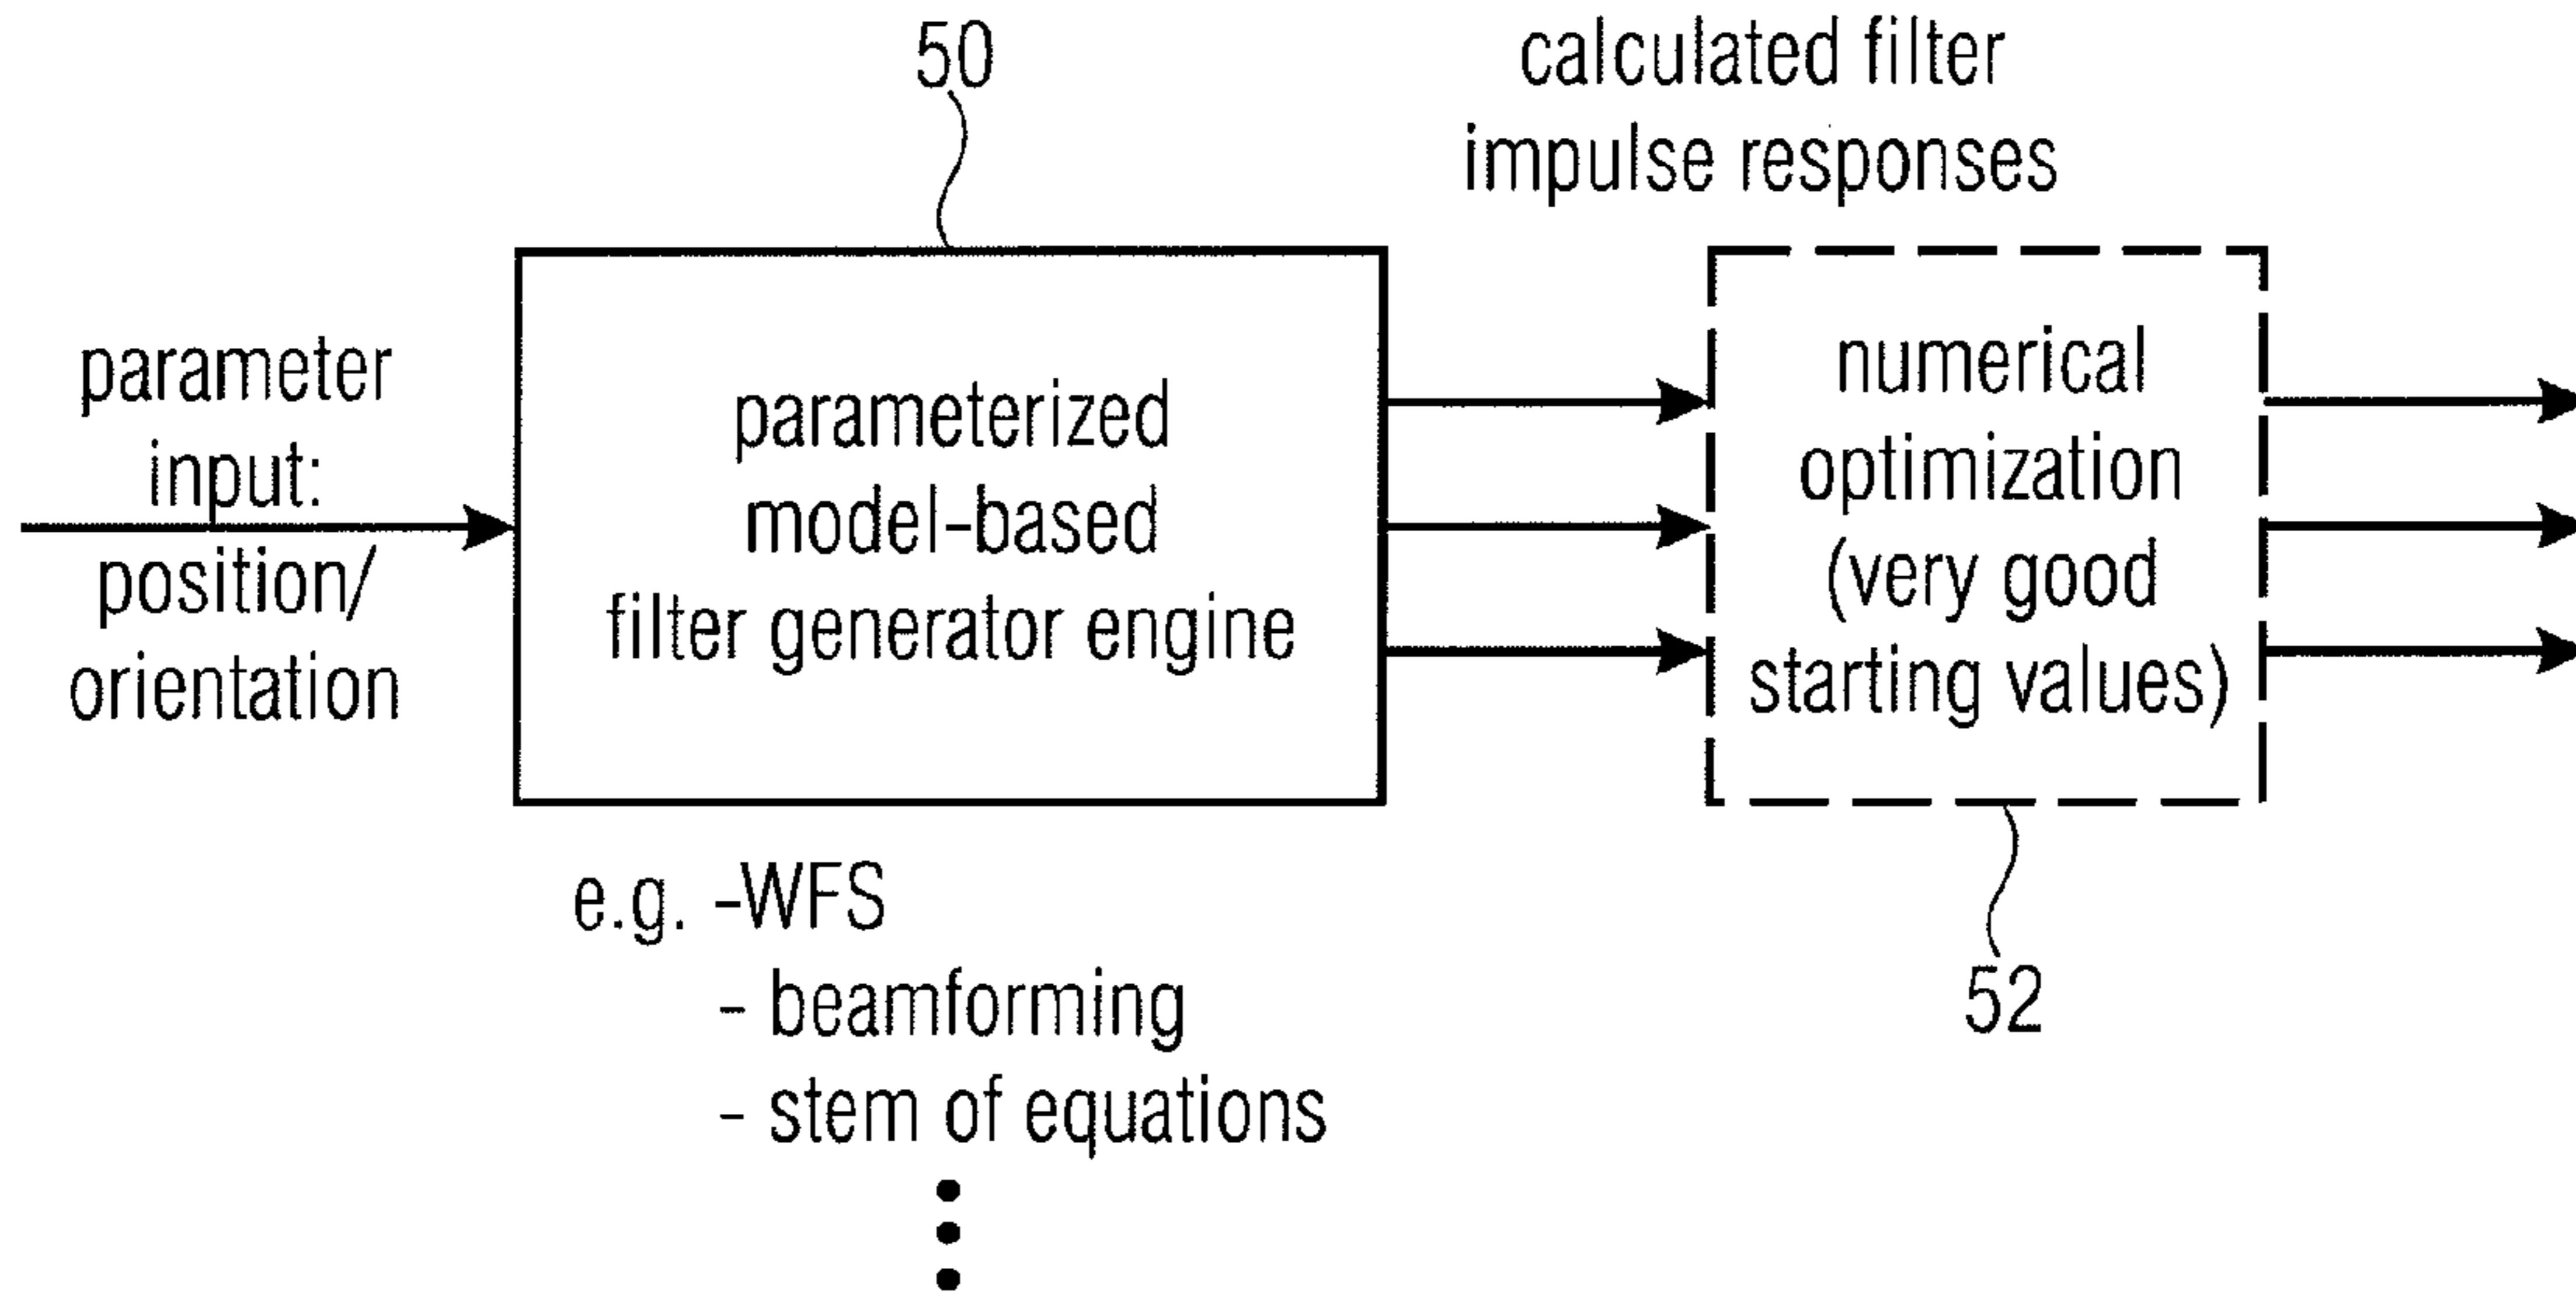 50
calculated filter
impulse responses
parameter
input:
position/
orientation
parameterized
model-based
filter generator engine
numerical
optimization
(very good
starting values)
e.g. -WFS
- beamforming
- stem of equations
52